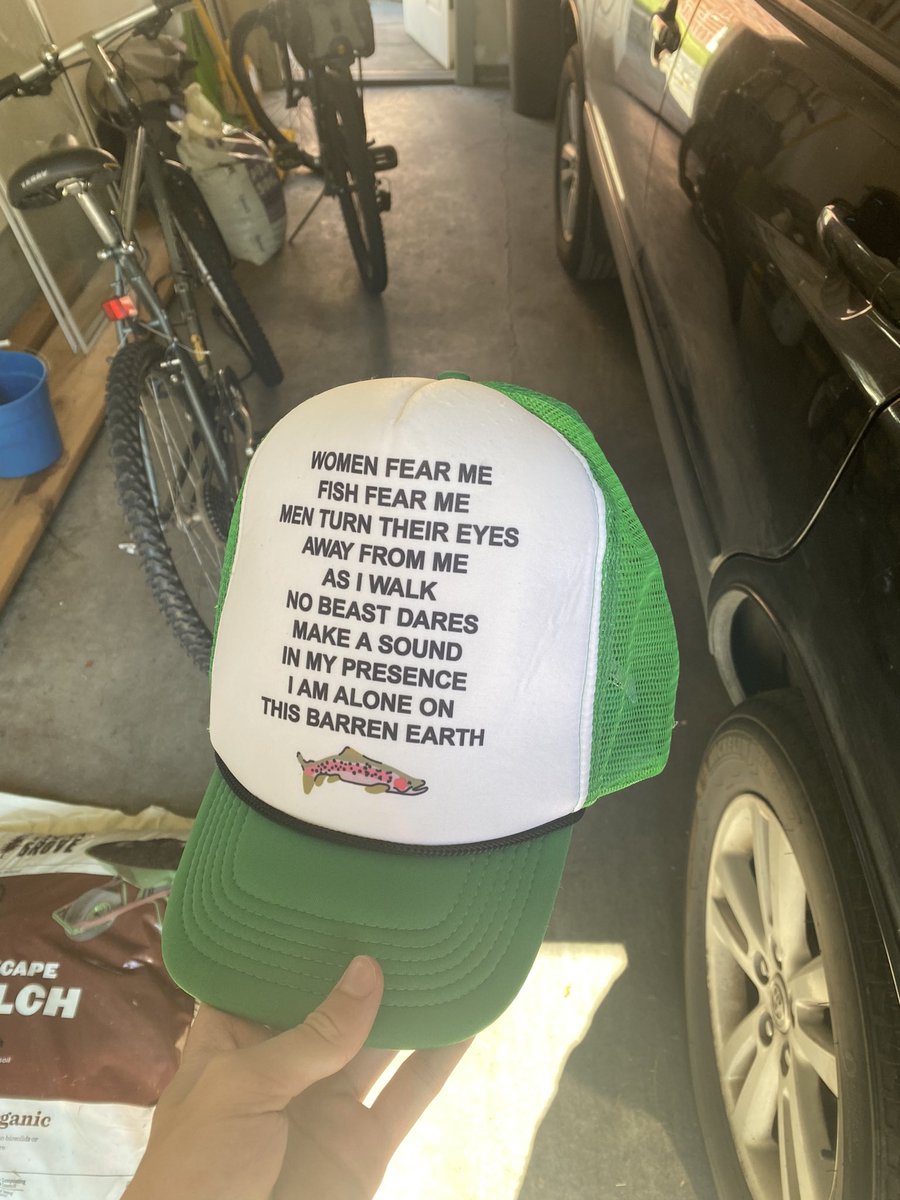 WOMEN FEAR ME
FISH FEAR ME
MEN TURN THEIR EYES
AWAY FROM ME
AS I WALK
NO BEAST DARES
MAKE A SOUND
IN MY PRESENCE
I AM ALONE ON
THIS BARREN EARTH
GROVE
CAPE
LCH
ganic